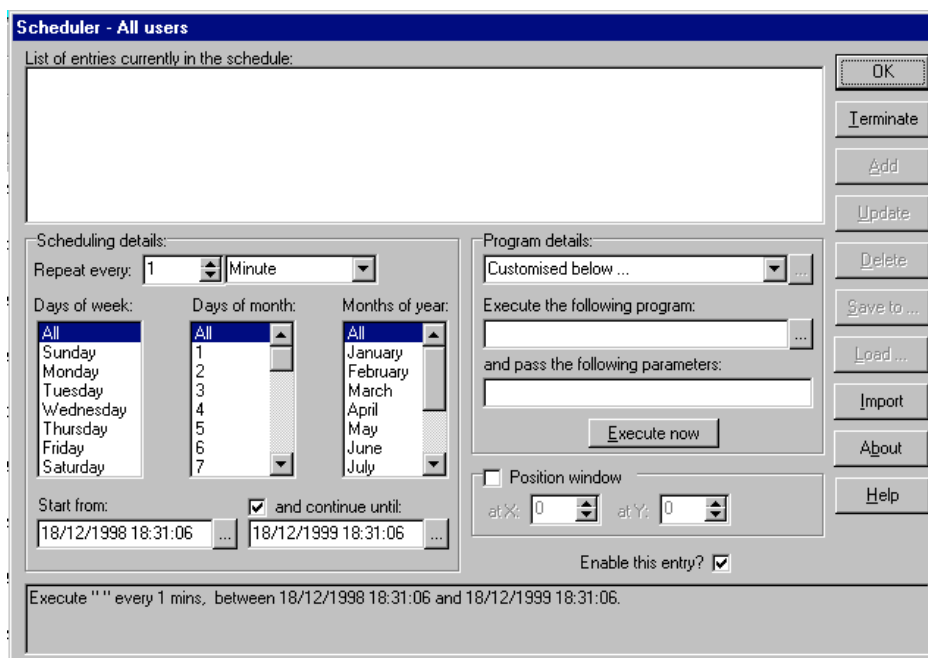 Scheduler - All users
List of entries currently in the schedule:
OK
Terminate
Add
Update
Delete
Save to ...
Load ...
Import
About
Help
Scheduling details:
Repeat every: 1 Minute
Days of week:
All
Sunday
Monday
Tuesday
Wednesday
Thursday
Friday
Saturday
Days of month:
All
1
2
3
4
5
6
7
Months of year:
All
January
February
March
April
May
June
July
Start from:
18/12/1998 18:31:06 ...
and continue until:
18/12/1999 18:31:06 ...
Program details:
Customised below ... ...
Execute the following program:
...
and pass the following parameters:
Execute now
Position window
at X: 0 at Y: 0
Enable this entry?
Execute " " every 1 mins, between 18/12/1998 18:31:06 and 18/12/1999 18:31:06.